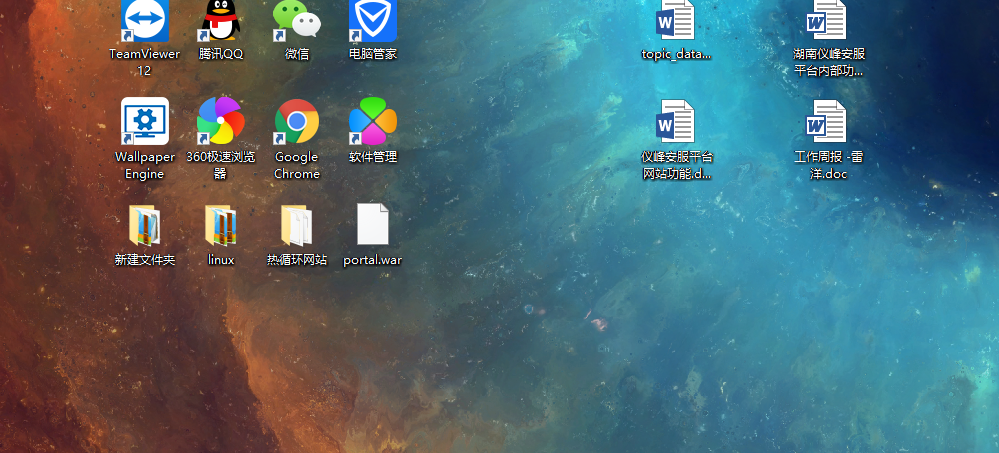 TeamViewer
12
腾讯QQ
微信
电脑管家
topic_data...
湖南仪峰安服
平台内部功...
Wallpaper
Engine
360极速浏览
器
Google
Chrome
软件管理
仪峰安服平台
网站功能.d...
工作周报 -雷
洋.doc
新建文件夹
linux
热循环网站
portal.war